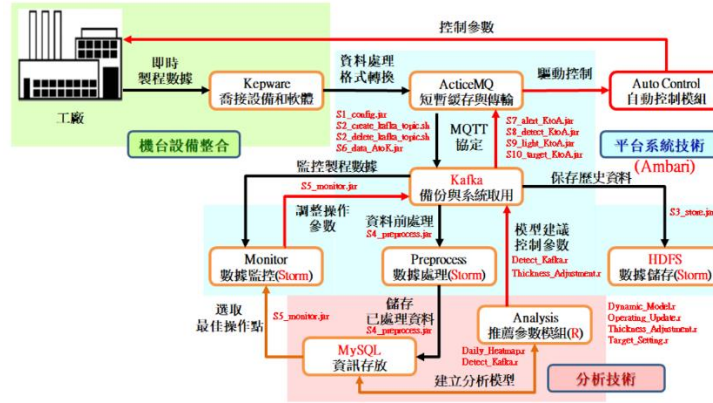 控制參數
即時
製程數據
資料處理
格式轉換
驅動控制
Kepware
喬接設備和軟體
ActiceMQ
短暫緩存與傳輸
Auto Control
自動控制模組
工廠
S1_config.jar
S2_create_kafka_topic.sh
S2_delete_kafka_topic.sh
S6_data_AtoK.jar
MQTT
協定
S7_alert_KtoA.jar
S8_detect_KtoA.jar
S9_light_KtoA.jar
S10_target_KtoA.jar
機台設備整合
平台系統技術
(Ambari)
監控製程數據
S5_monitor.jar
Kafka
備份與系統取用
保存歷史資料
S3_store.jar
調整操作
參數
資料前處理
S4_preprocess.jar
模型建議
控制參數
Detect_Kafka.r
Thickness_Adjustment.r
Monitor
數據監控(Storm)
Preprocess
數據處理(Storm)
HDFS
數據儲存(Storm)
選取
最佳操作點
S5_monitor.jar
儲存
已處理資料
S4_preprocess.jar
Analysis
推薦參數模組(R)
Dynamic_Model.r
Operating_Update.r
Thickness_Adjustment.r
Target_Setting.r
MySQL
資訊存放
Daily_Heatmap.r
Detect_Kafka.r
建立分析模型
分析技術